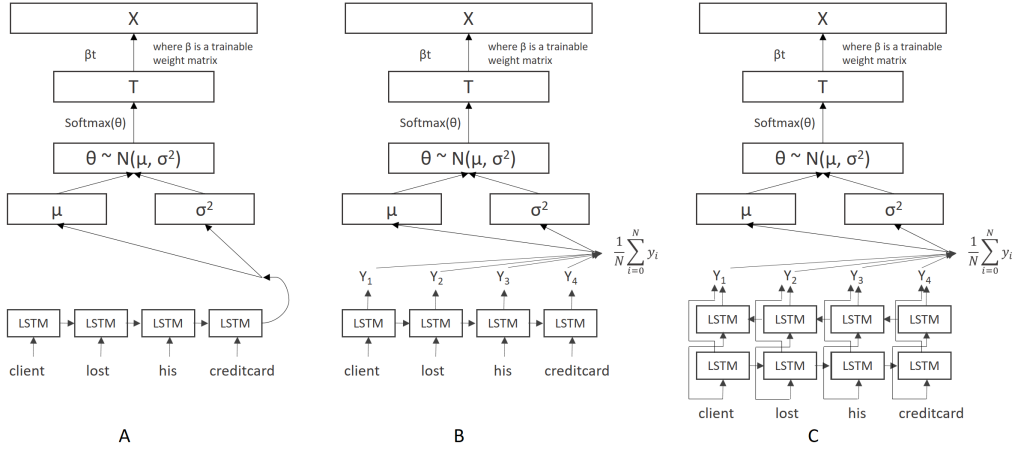 X
βt
where β is a trainable
weight matrix
T
Softmax(θ)
θ ~ N(μ, σ²)
μ
σ²
LSTM
LSTM
LSTM
LSTM
client
lost
his
creditcard
A
X
βt
where β is a trainable
weight matrix
T
Softmax(θ)
θ ~ N(μ, σ²)
μ
σ²
1/N ∑_{i=0}^{N} y_i
Y₁
Y₂
Y₃
Y₄
LSTM
LSTM
LSTM
LSTM
client
lost
his
creditcard
B
X
βt
where β is a trainable
weight matrix
T
Softmax(θ)
θ ~ N(μ, σ²)
μ
σ²
1/N ∑_{i=0}^{N} y_i
Y₁
Y₂
Y₃
Y₄
LSTM
LSTM
LSTM
LSTM
LSTM
LSTM
LSTM
LSTM
client
lost
his
creditcard
C